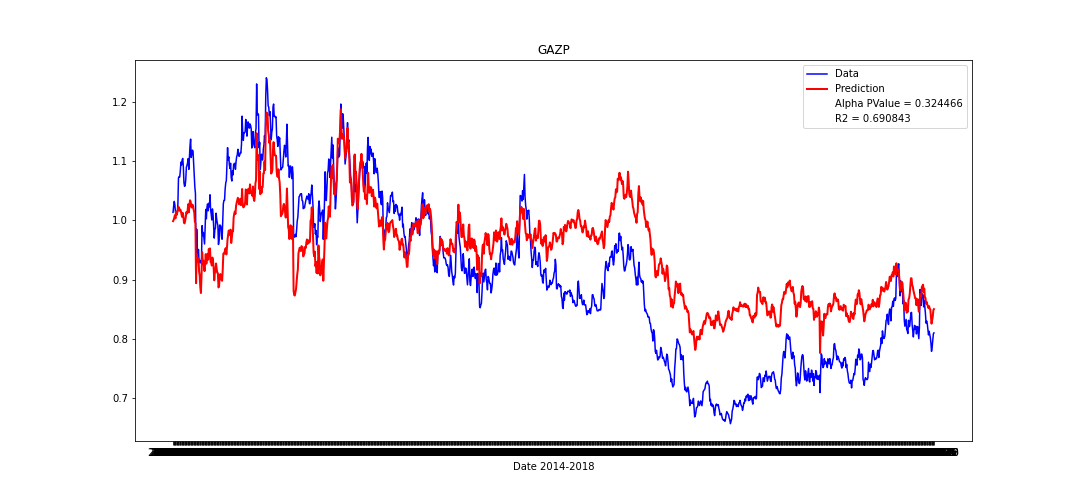 GAZP
Data
Prediction
Alpha PValue = 0.324466
R2 = 0.690843
1.2
1.1
1.0
0.9
0.8
0.7
Date 2014-2018